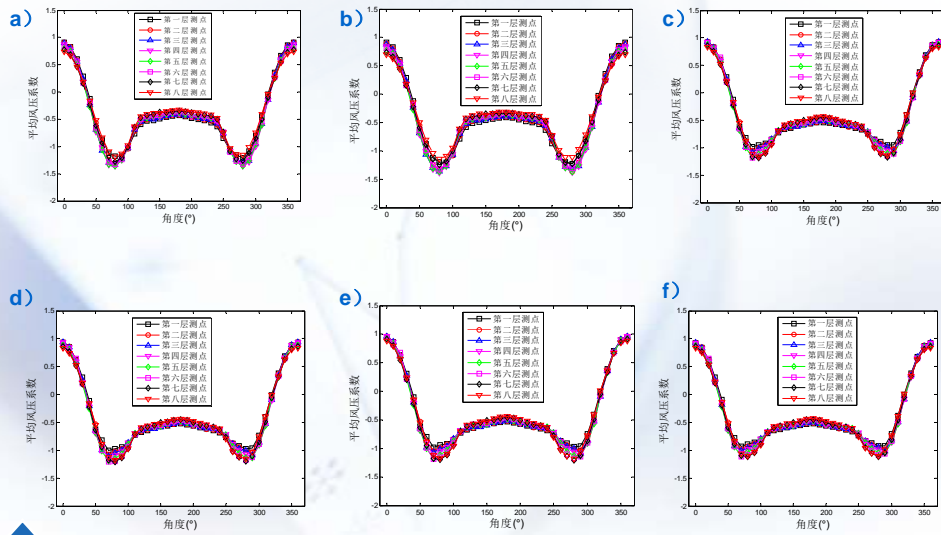 a）
1.5
1
0.5
0
-0.5
-1
-1.5
-2
0 50 100 150 200 250 300 350
角度(°)
平均风压系数
第一层测点
第二层测点
第三层测点
第四层测点
第五层测点
第六层测点
第七层测点
第八层测点
b）
1.5
1
0.5
0
-0.5
-1
-1.5
-2
0 50 100 150 200 250 300 350
角度(°)
平均风压系数
第一层测点
第二层测点
第三层测点
第四层测点
第五层测点
第六层测点
第七层测点
第八层测点
c）
1.5
1
0.5
0
-0.5
-1
-1.5
-2
0 50 100 150 200 250 300 350
角度(°)
平均风压系数
第一层测点
第二层测点
第三层测点
第四层测点
第五层测点
第六层测点
第七层测点
第八层测点
d）
1.5
1
0.5
0
-0.5
-1
-1.5
-2
0 50 100 150 200 250 300 350
角度(°)
平均风压系数
第一层测点
第二层测点
第三层测点
第四层测点
第五层测点
第六层测点
第七层测点
第八层测点
e）
1.5
1
0.5
0
-0.5
-1
-1.5
-2
0 50 100 150 200 250 300 350
角度(°)
平均风压系数
第一层测点
第二层测点
第三层测点
第四层测点
第五层测点
第六层测点
第七层测点
第八层测点
f）
1.5
1
0.5
0
-0.5
-1
-1.5
-2
0 50 100 150 200 250 300 350
角度(°)
平均风压系数
第一层测点
第二层测点
第三层测点
第四层测点
第五层测点
第六层测点
第七层测点
第八层测点